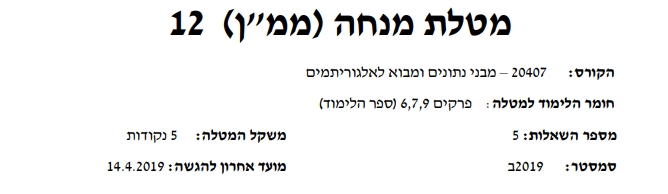 מטלת מנחה (ממ״ן) 12
הקורס: 20407 – מבני נתונים ומבוא לאלגוריתמים
חומר הלימוד למטלה: פרקים 6,7,9 (ספר הלימוד)
מספר השאלות: 5 משקל המטלה: 5 נקודות
סמסטר: 2019ב מועד אחרון להגשה: 14.4.2019